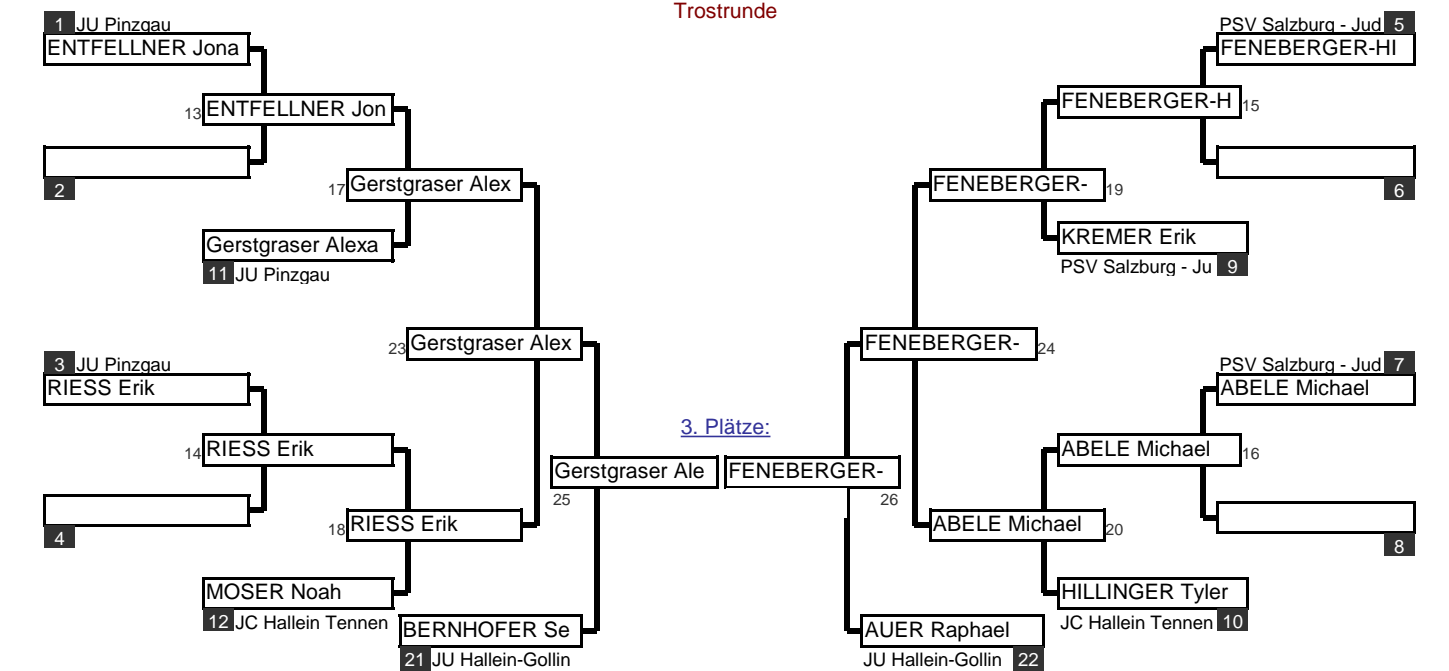 Trostrunde
1 JU Pinzgau
ENTFELLNER Jona
13 ENTFELLNER Jon
2
17 Gerstgraser Alex
Gerstgraser Alexa
11 JU Pinzgau
23 Gerstgraser Alex
3 JU Pinzgau
RIESS Erik
14 RIESS Erik
4
18 RIESS Erik
MOSER Noah
12 JC Hallein Tennen
BERNHOFER Se
21 JU Hallein-Gollin
3. Plätze:
Gerstgraser Ale
25
FENEBERGER-
26
PSV Salzburg - Jud 5
FENEBERGER-HI
FENEBERGER-H 15
6
FENEBERGER- 19
KREMER Erik
PSV Salzburg - Ju 9
FENEBERGER- 24
PSV Salzburg - Jud 7
ABELE Michael
ABELE Michael 16
8
ABELE Michael 20
HILLINGER Tyler
JC Hallein Tennen 10
AUER Raphael
JU Hallein-Gollin 22